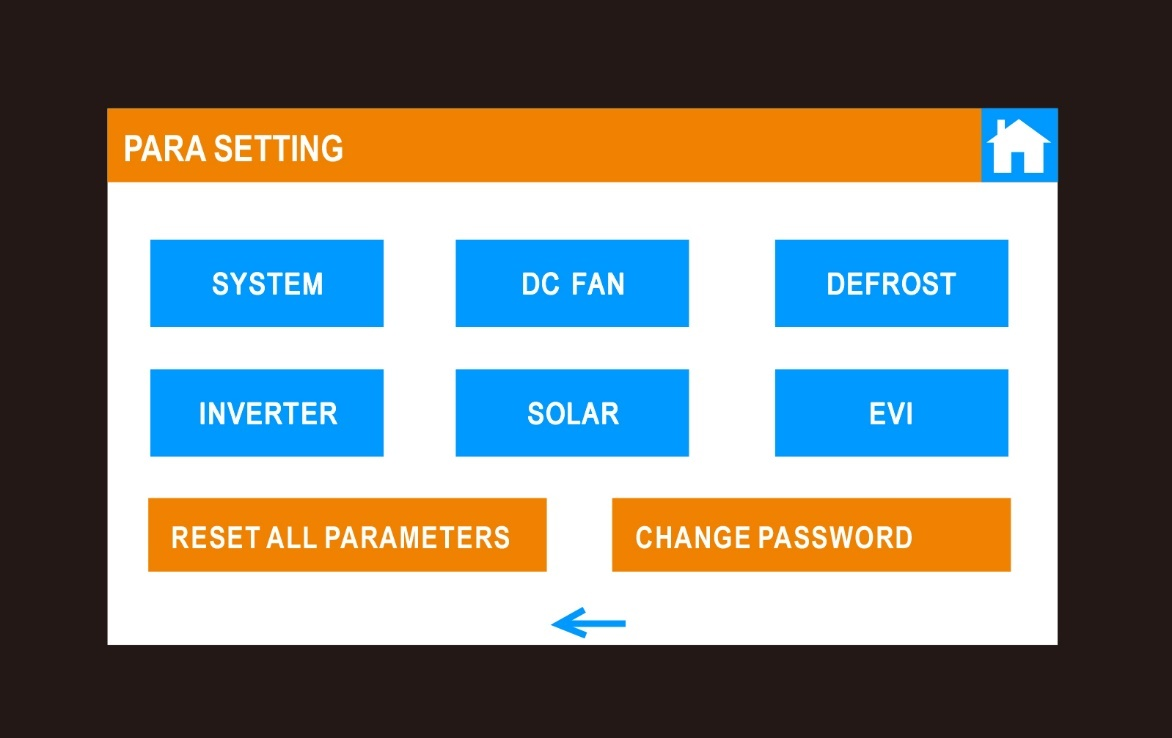 PARA SETTING
SYSTEM
DC FAN
DEFROST
INVERTER
SOLAR
EVI
RESET ALL PARAMETERS
CHANGE PASSWORD